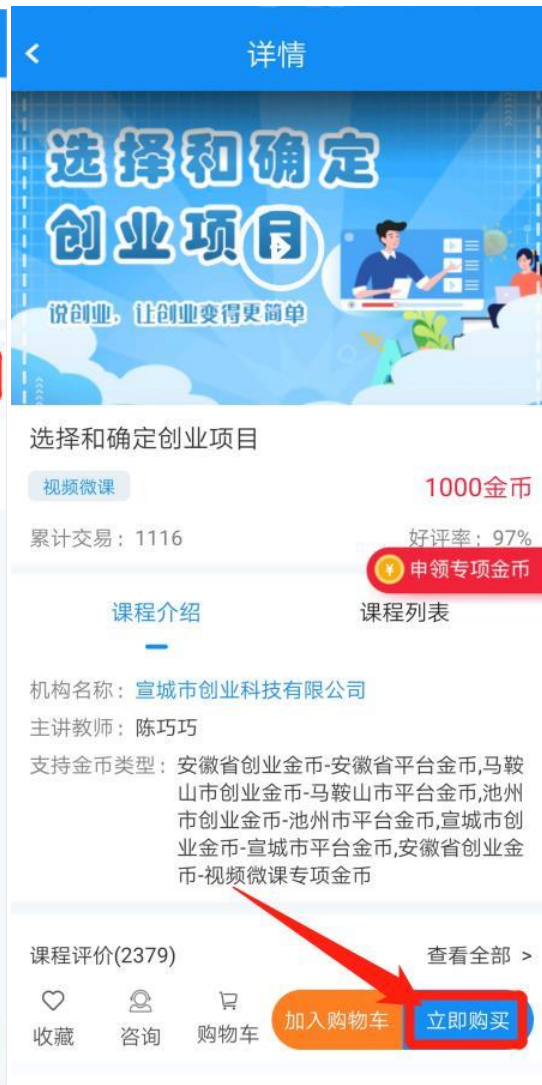 详情
选择和确定
创业项目
说创业，让创业变得更简单
选择和确定创业项目
视频微课
1000金币
累计交易：1116
好评率：97%
申领专项金币
课程介绍
课程列表
机构名称：宣城市创业科技有限公司
主讲教师：陈巧巧
支持金币类型：安徽省创业金币-安徽省平台金币,马鞍
山市创业金币-马鞍山市平台金币,池州
市创业金币-池州市平台金币,宣城市创
业金币-宣城市平台金币,安徽省创业金
币-视频微课专项金币
课程评价(2379)
查看全部 >
收藏
咨询
购物车
加入购物车
立即购买